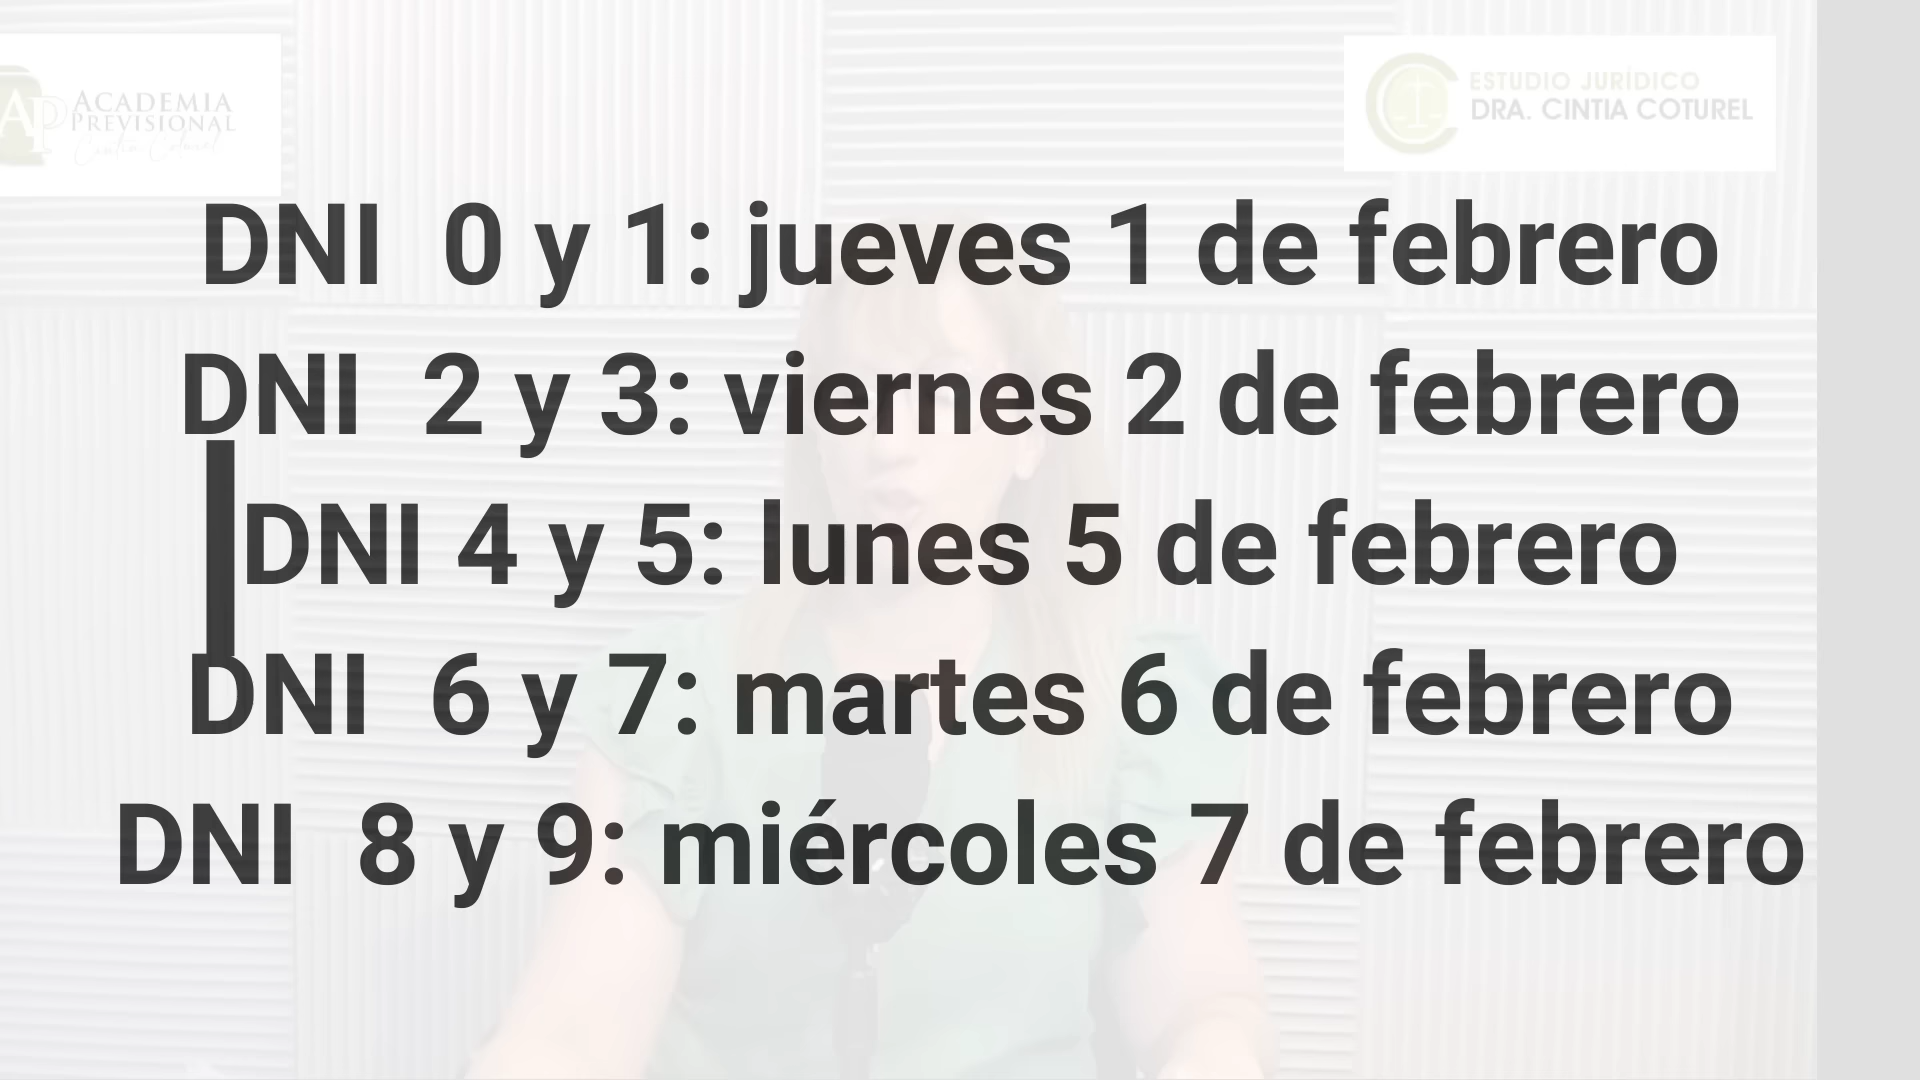 ACADEMIA
PREVISIONAL
Cintia Coturel
ESTUDIO JURÍDICO
DRA. CINTIA COTUREL
DNI 0 y 1: jueves 1 de febrero
DNI 2 y 3: viernes 2 de febrero
DNI 4 y 5: lunes 5 de febrero
DNI 6 y 7: martes 6 de febrero
DNI 8 y 9: miércoles 7 de febrero